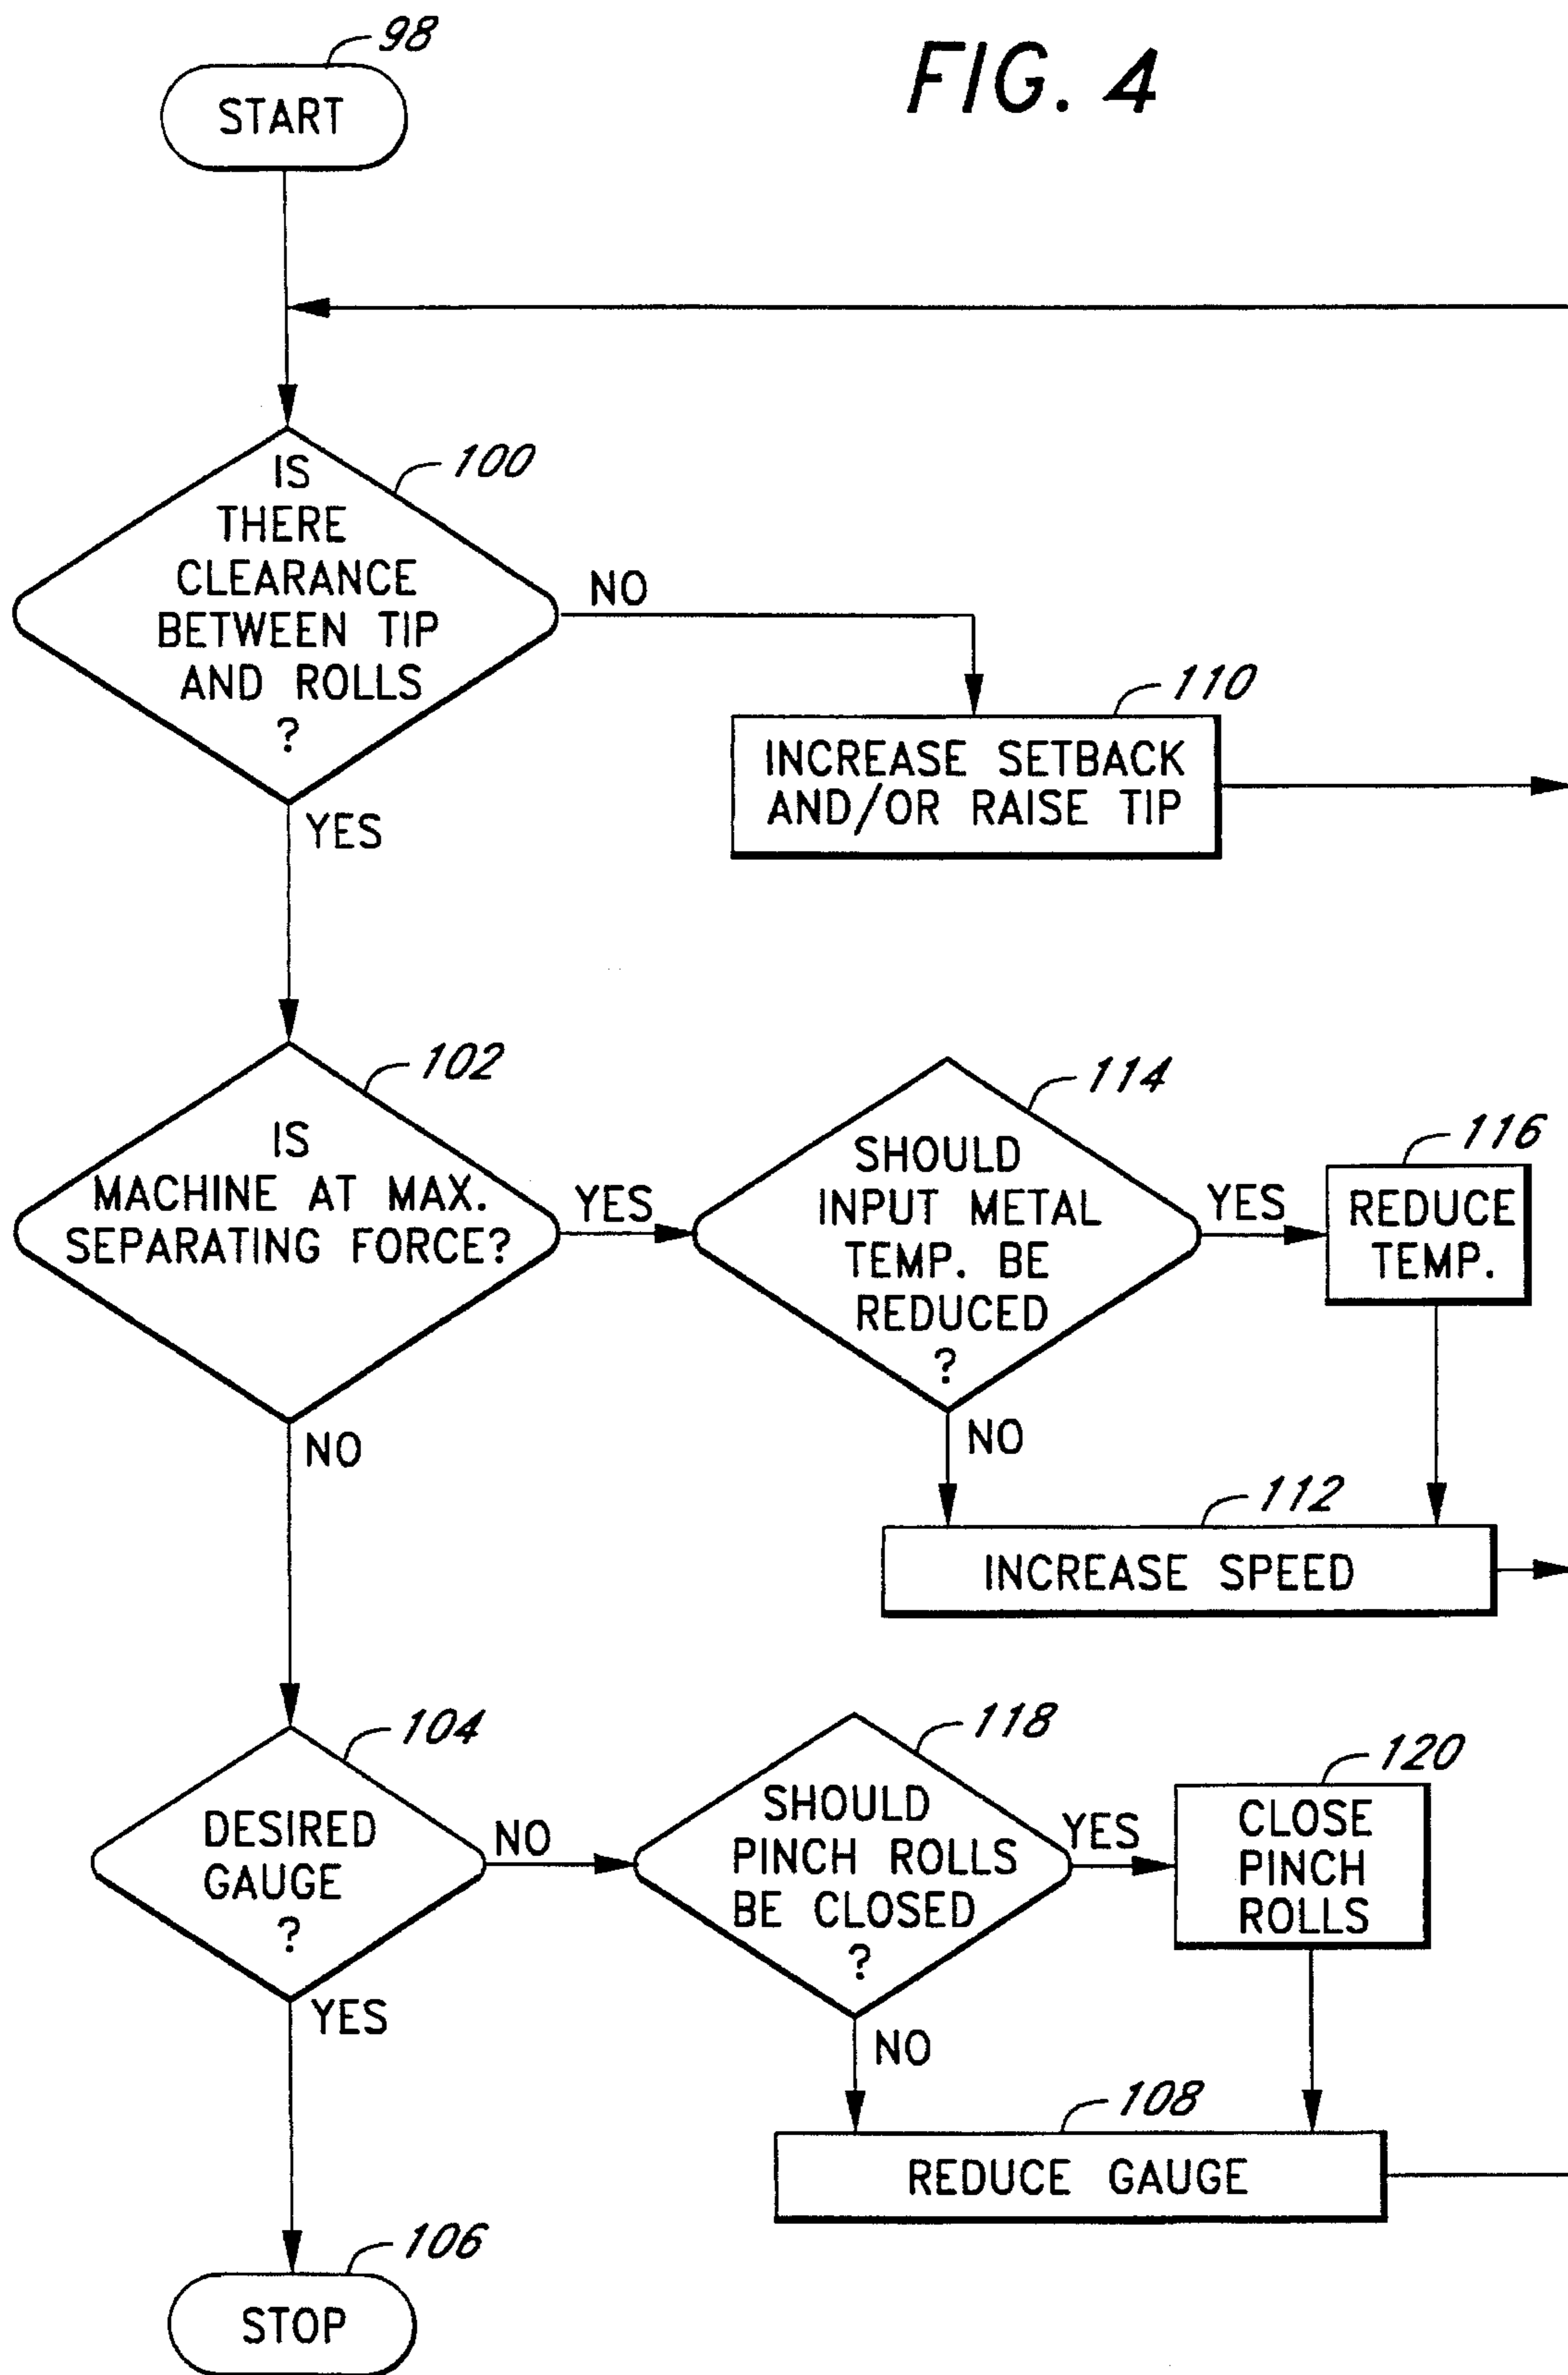 98
FIG. 4
START
100
IS
THERE
CLEARANCE
BETWEEN TIP
AND ROLLS
?
NO
YES
110
INCREASE SETBACK
AND/OR RAISE TIP
102
IS
MACHINE AT MAX.
SEPARATING FORCE?
YES
NO
114
SHOULD
INPUT METAL
TEMP. BE
REDUCED
?
YES
NO
116
REDUCE
TEMP.
112
INCREASE SPEED
104
DESIRED
GAUGE
?
NO
YES
118
SHOULD
PINCH ROLLS
BE CLOSED
?
YES
NO
120
CLOSE
PINCH
ROLLS
108
REDUCE GAUGE
106
STOP